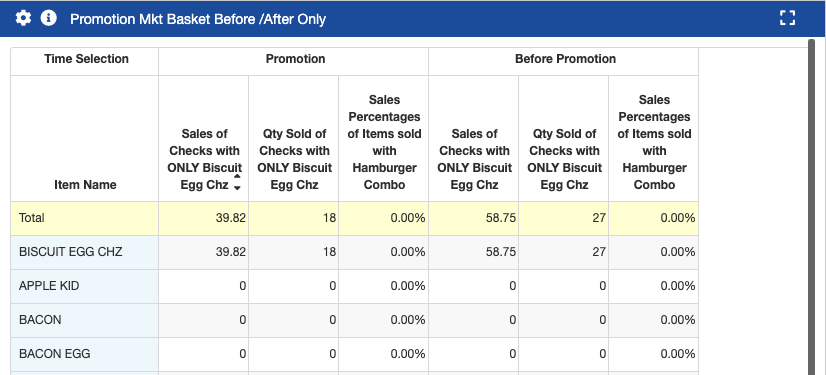 Promotion Mkt Basket Before /After Only
Time Selection Promotion Before Promotion
Item Name Sales of Checks with ONLY Biscuit Egg Chz Qty Sold of Checks with ONLY Biscuit Egg Chz Sales Percentages of Items sold with Hamburger Combo Sales of Checks with ONLY Biscuit Egg Chz Qty Sold of Checks with ONLY Biscuit Egg Chz Sales Percentages of Items sold with Hamburger Combo
Total 39.82 18 0.00% 58.75 27 0.00%
BISCUIT EGG CHZ 39.82 18 0.00% 58.75 27 0.00%
APPLE KID 0 0 0.00% 0 0 0.00%
BACON 0 0 0.00% 0 0 0.00%
BACON EGG 0 0 0.00% 0 0 0.00%